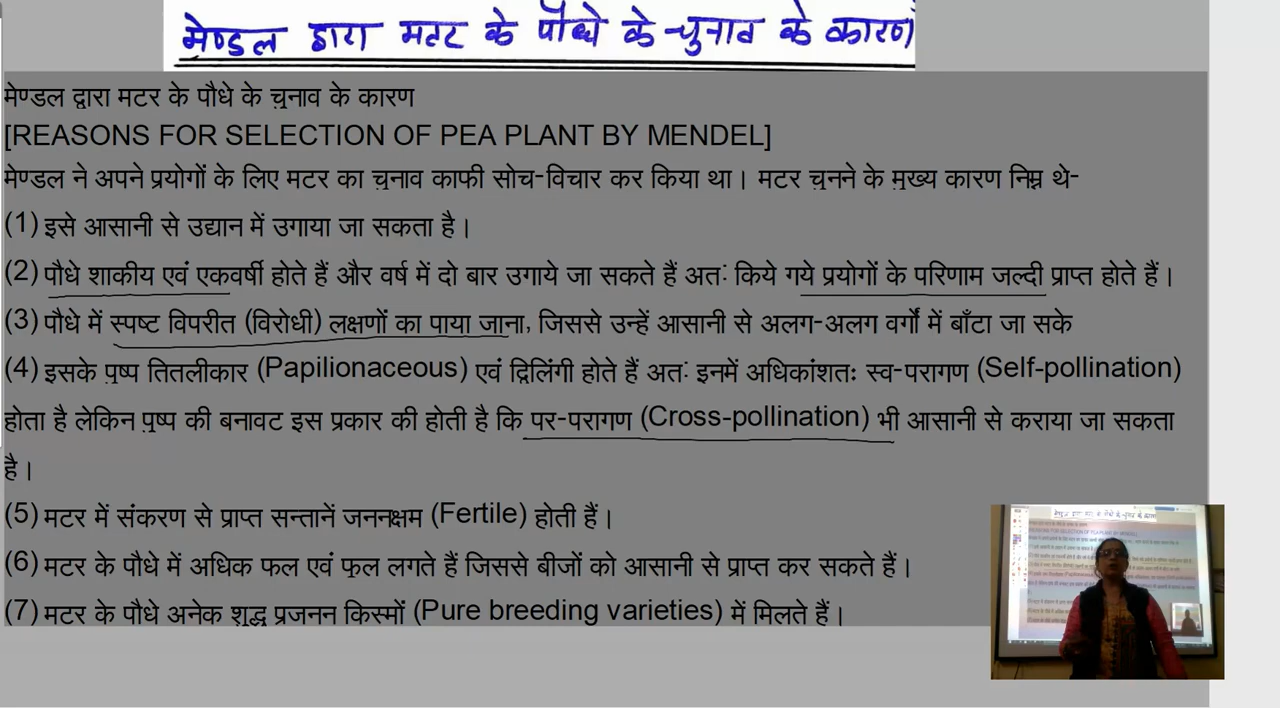 मेण्डल द्वारा मटर के पौधे के चुनाव के कारण
मेण्डल द्वारा मटर के पौधे के चुनाव के कारण
[REASONS FOR SELECTION OF PEA PLANT BY MENDEL]
मेण्डल ने अपने प्रयोगों के लिए मटर का चुनाव काफी सोच-विचार कर किया था। मटर चुनने के मुख्य कारण निम्न थे-
(1) इसे आसानी से उद्यान में उगाया जा सकता है।
(2) पौधे शाकीय एवं एकवर्षी होते हैं और वर्ष में दो बार उगाये जा सकते हैं अत: किये गये प्रयोगों के परिणाम जल्दी प्राप्त होते हैं।
(3) पौधे में स्पष्ट विपरीत (विरोधी) लक्षणों का पाया जाना, जिससे उन्हें आसानी से अलग-अलग वर्गों में बाँटा जा सके
(4) इसके पुष्प तितलीकार (Papilionaceous) एवं द्विलिंगी होते हैं अत: इनमें अधिकांशतः स्व-परागण (Self-pollination)
होता है लेकिन पुष्प की बनावट इस प्रकार की होती है कि पर-परागण (Cross-pollination) भी आसानी से कराया जा सकता
है।
(5) मटर में संकरण से प्राप्त सन्तानें जननक्षम (Fertile) होती हैं।
(6) मटर के पौधे में अधिक फल एवं फूल लगते हैं जिससे बीजों को आसानी से प्राप्त कर सकते हैं।
(7) मटर के पौधे अनेक शुद्ध प्रजनन किस्मों (Pure breeding varieties) में मिलते हैं।